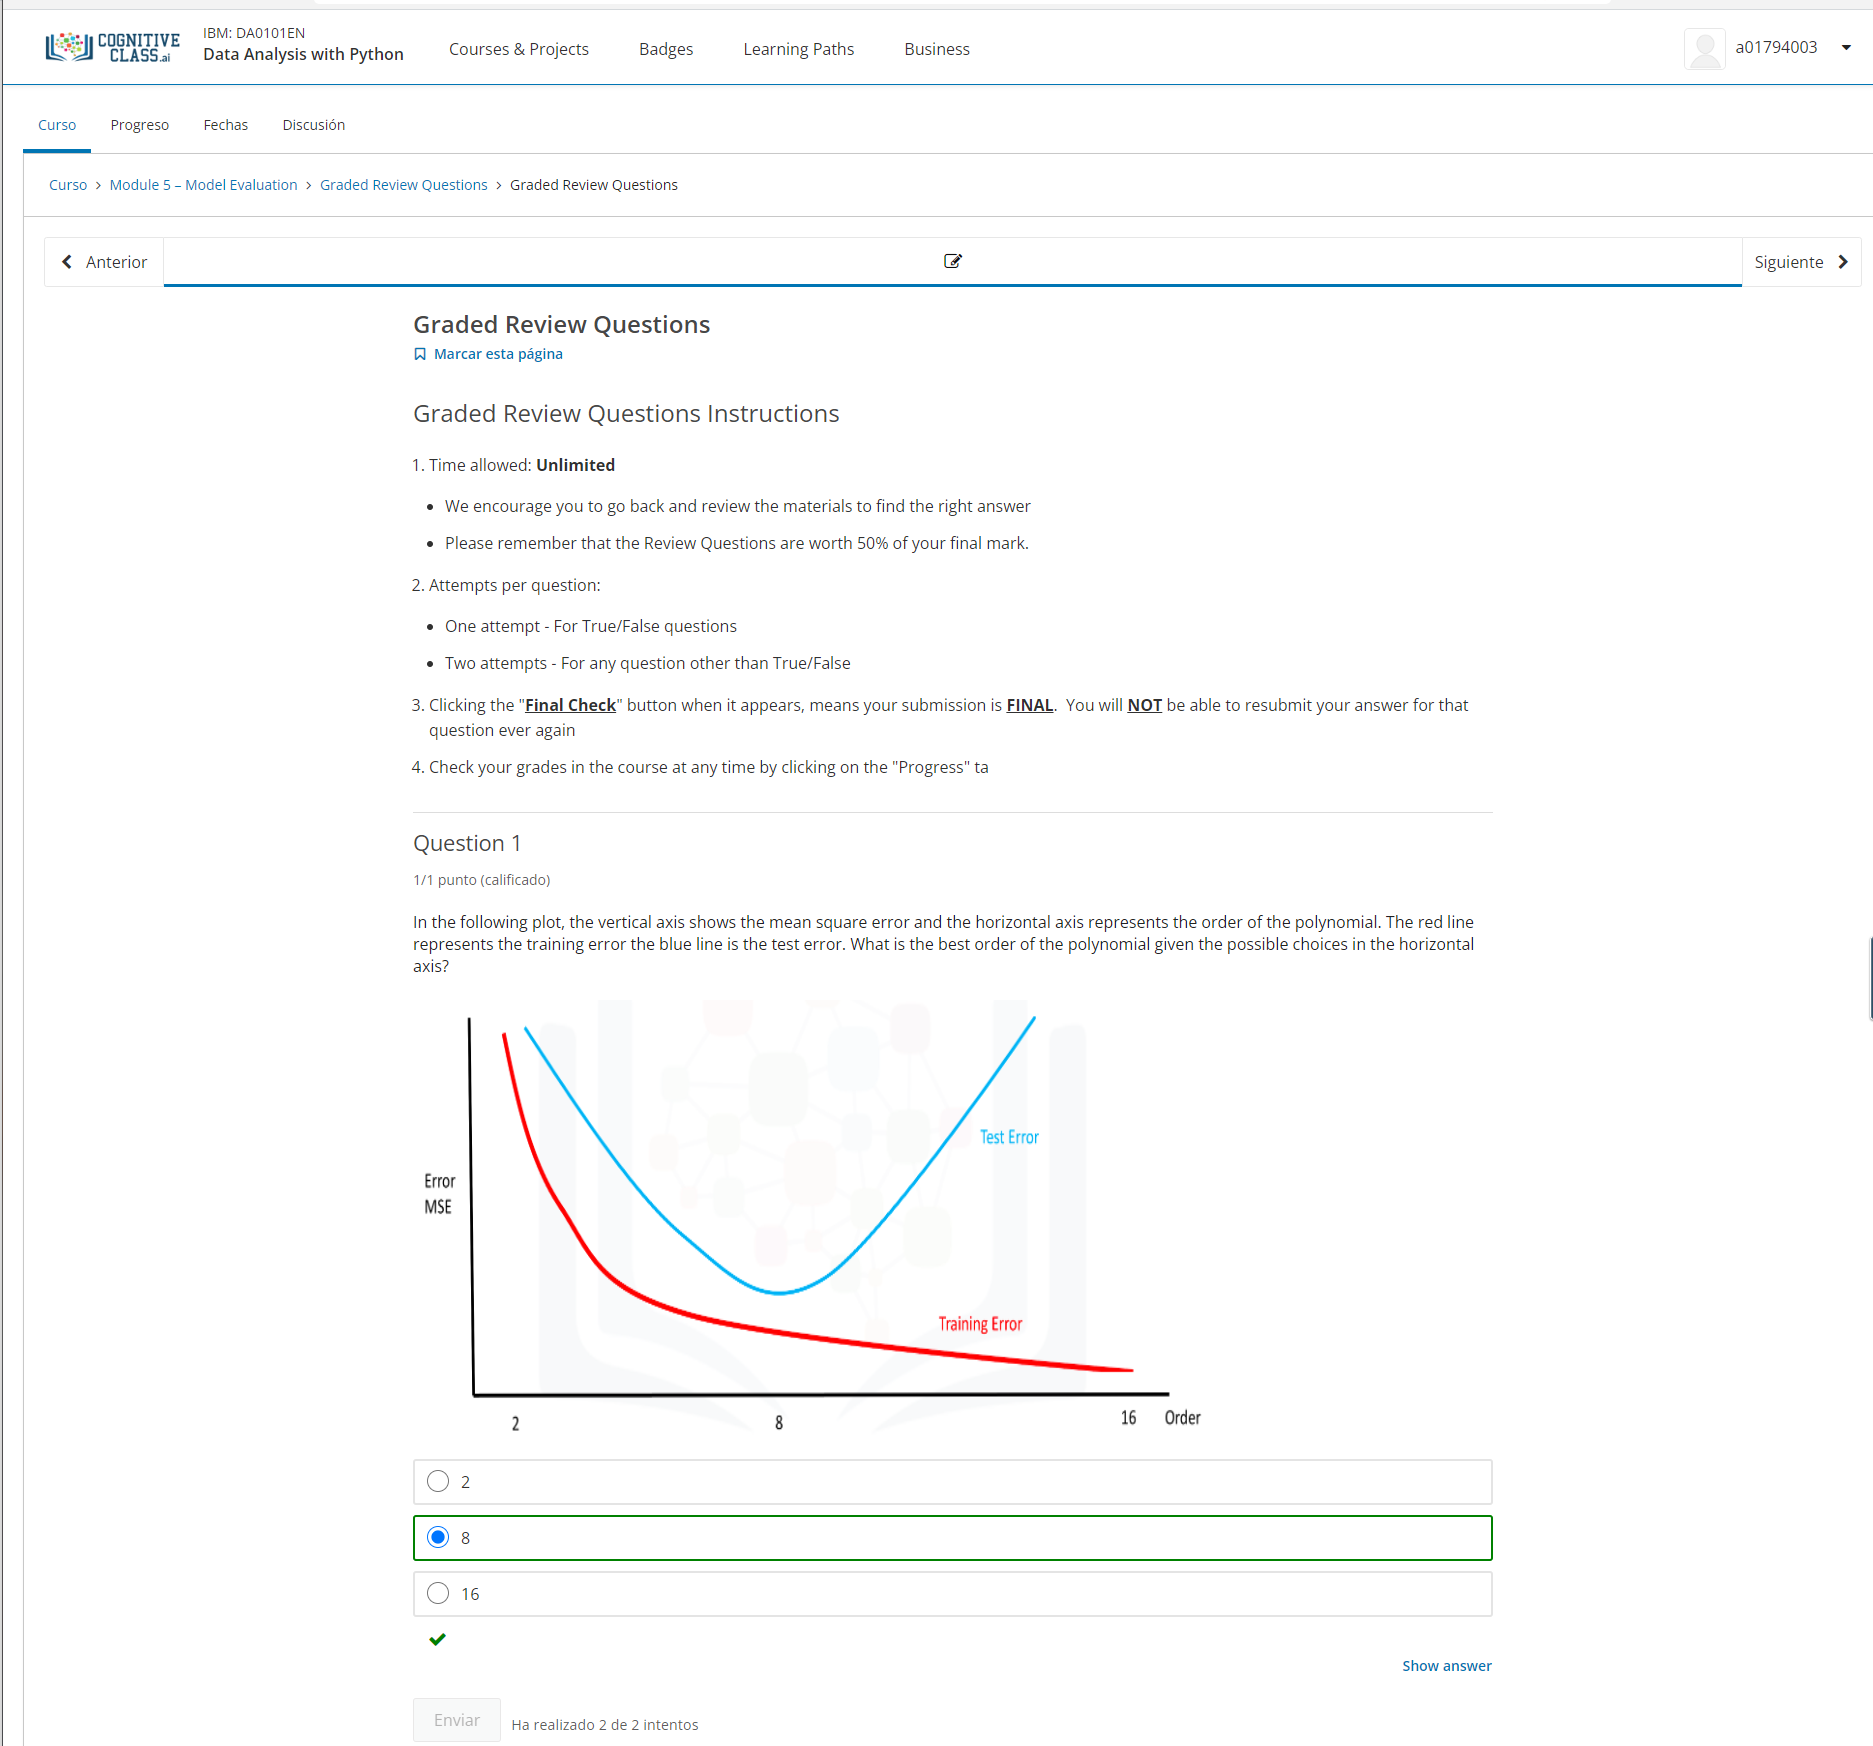 COGNITIVE
CLASS.ai
IBM: DA0101EN
Data Analysis with Python
Courses & Projects
Badges
Learning Paths
Business
a01794003
Curso
Progreso
Fechas
Discusión
Curso > Module 5 – Model Evaluation > Graded Review Questions > Graded Review Questions
Anterior
Siguiente
Graded Review Questions
Marcar esta página
Graded Review Questions Instructions
1. Time allowed: Unlimited
• We encourage you to go back and review the materials to find the right answer
• Please remember that the Review Questions are worth 50% of your final mark.
2. Attempts per question:
• One attempt - For True/False questions
• Two attempts - For any question other than True/False
3. Clicking the "Final Check" button when it appears, means your submission is FINAL. You will NOT be able to resubmit your answer for that
question ever again
4. Check your grades in the course at any time by clicking on the "Progress" ta
Question 1
1/1 punto (calificado)
In the following plot, the vertical axis shows the mean square error and the horizontal axis represents the order of the polynomial. The red line
represents the training error the blue line is the test error. What is the best order of the polynomial given the possible choices in the horizontal
axis?
Test Error
Error
MSE
Training Error
2
8
16
Order
2
8
16
Show answer
Enviar
Ha realizado 2 de 2 intentos